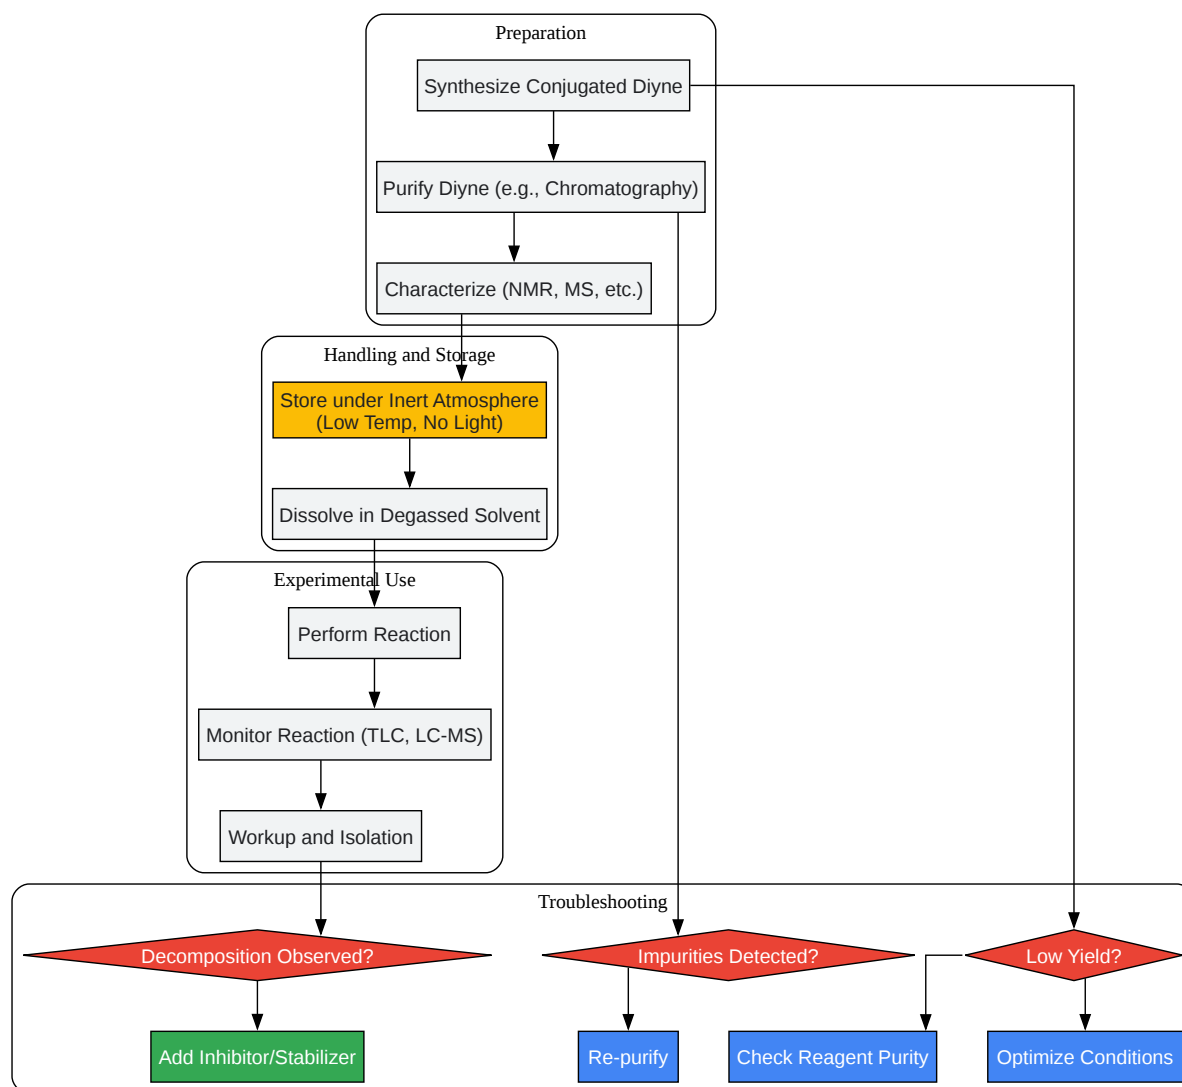 Preparation
Synthesize Conjugated Diyne
Purify Diyne (e.g., Chromatography)
Characterize (NMR, MS, etc.)
Handling and Storage
Store under Inert Atmosphere
(Low Temp, No Light)
Dissolve in Degassed Solvent
Experimental Use
Perform Reaction
Monitor Reaction (TLC, LC-MS)
Workup and Isolation
Troubleshooting
Decomposition Observed?
Impurities Detected?
Low Yield?
Add Inhibitor/Stabilizer
Re-purify
Check Reagent Purity
Optimize Conditions